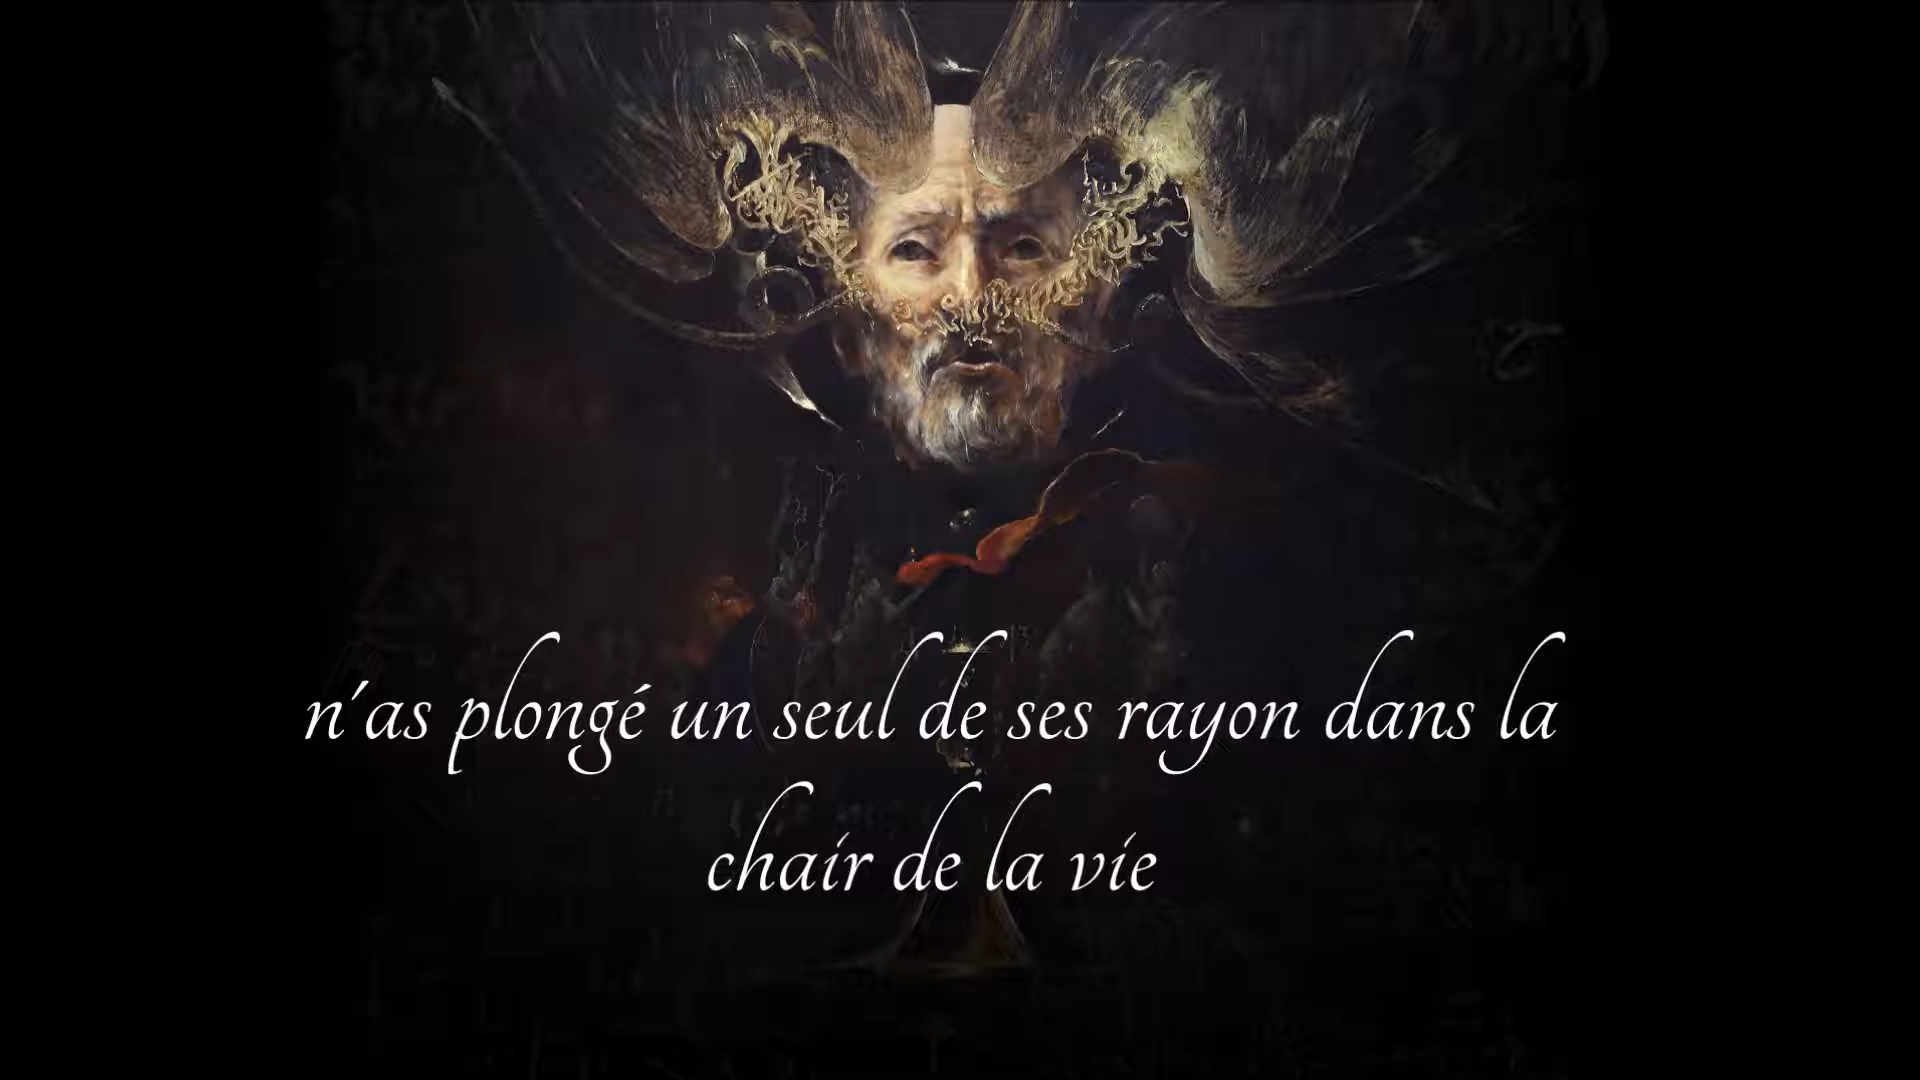 n'as plongé un seul de ses rayon dans la
chair de la vie